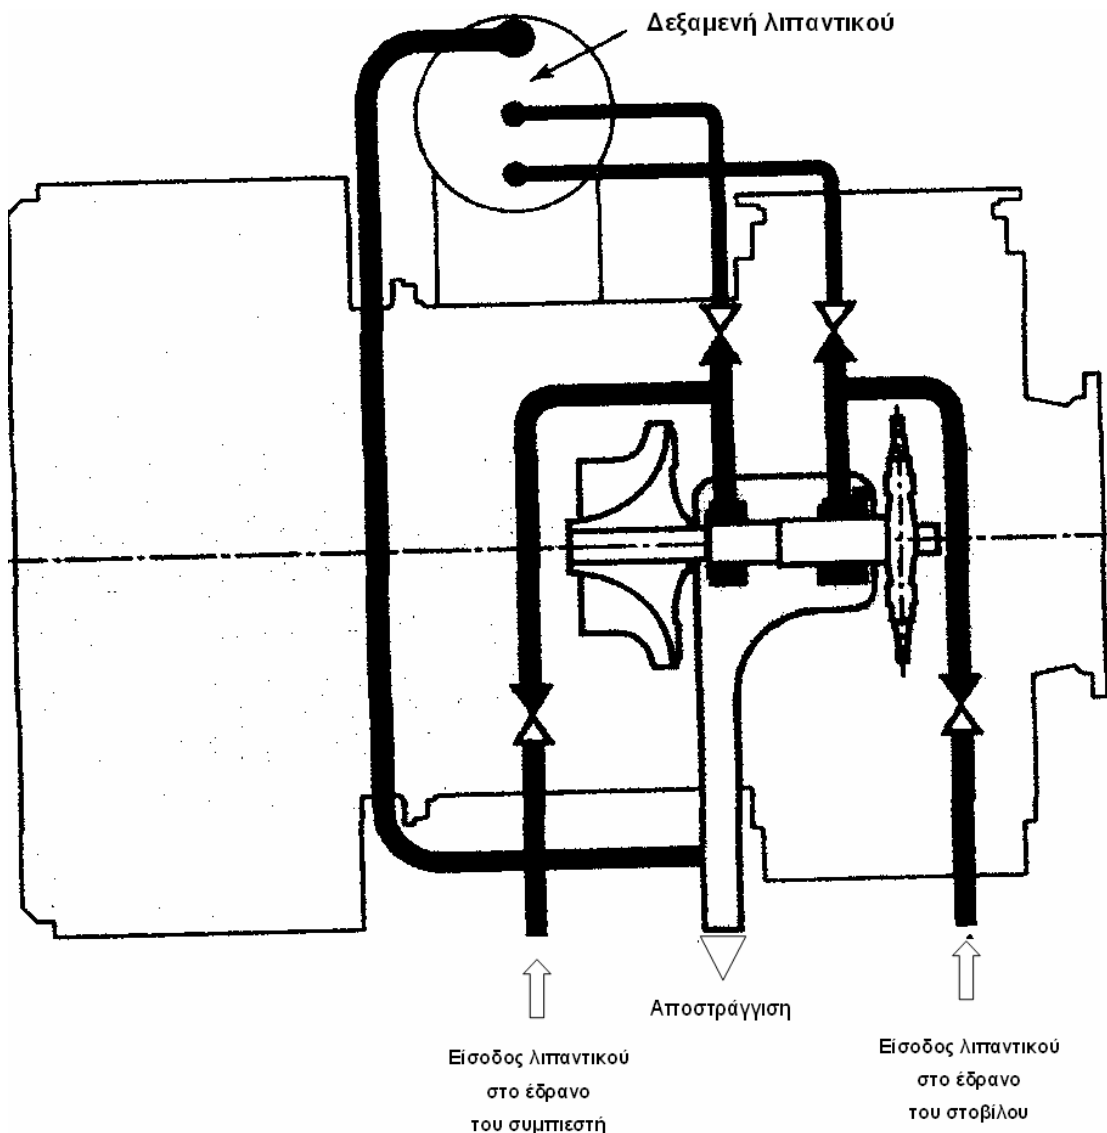 Δεξαμενή λιπαντικού
Αποστράγγιση
Είσοδος λιπαντικού
στο έδρανο
του συμπιεστή
Είσοδος λιπαντικού
στο έδρανο
του στοβίλου